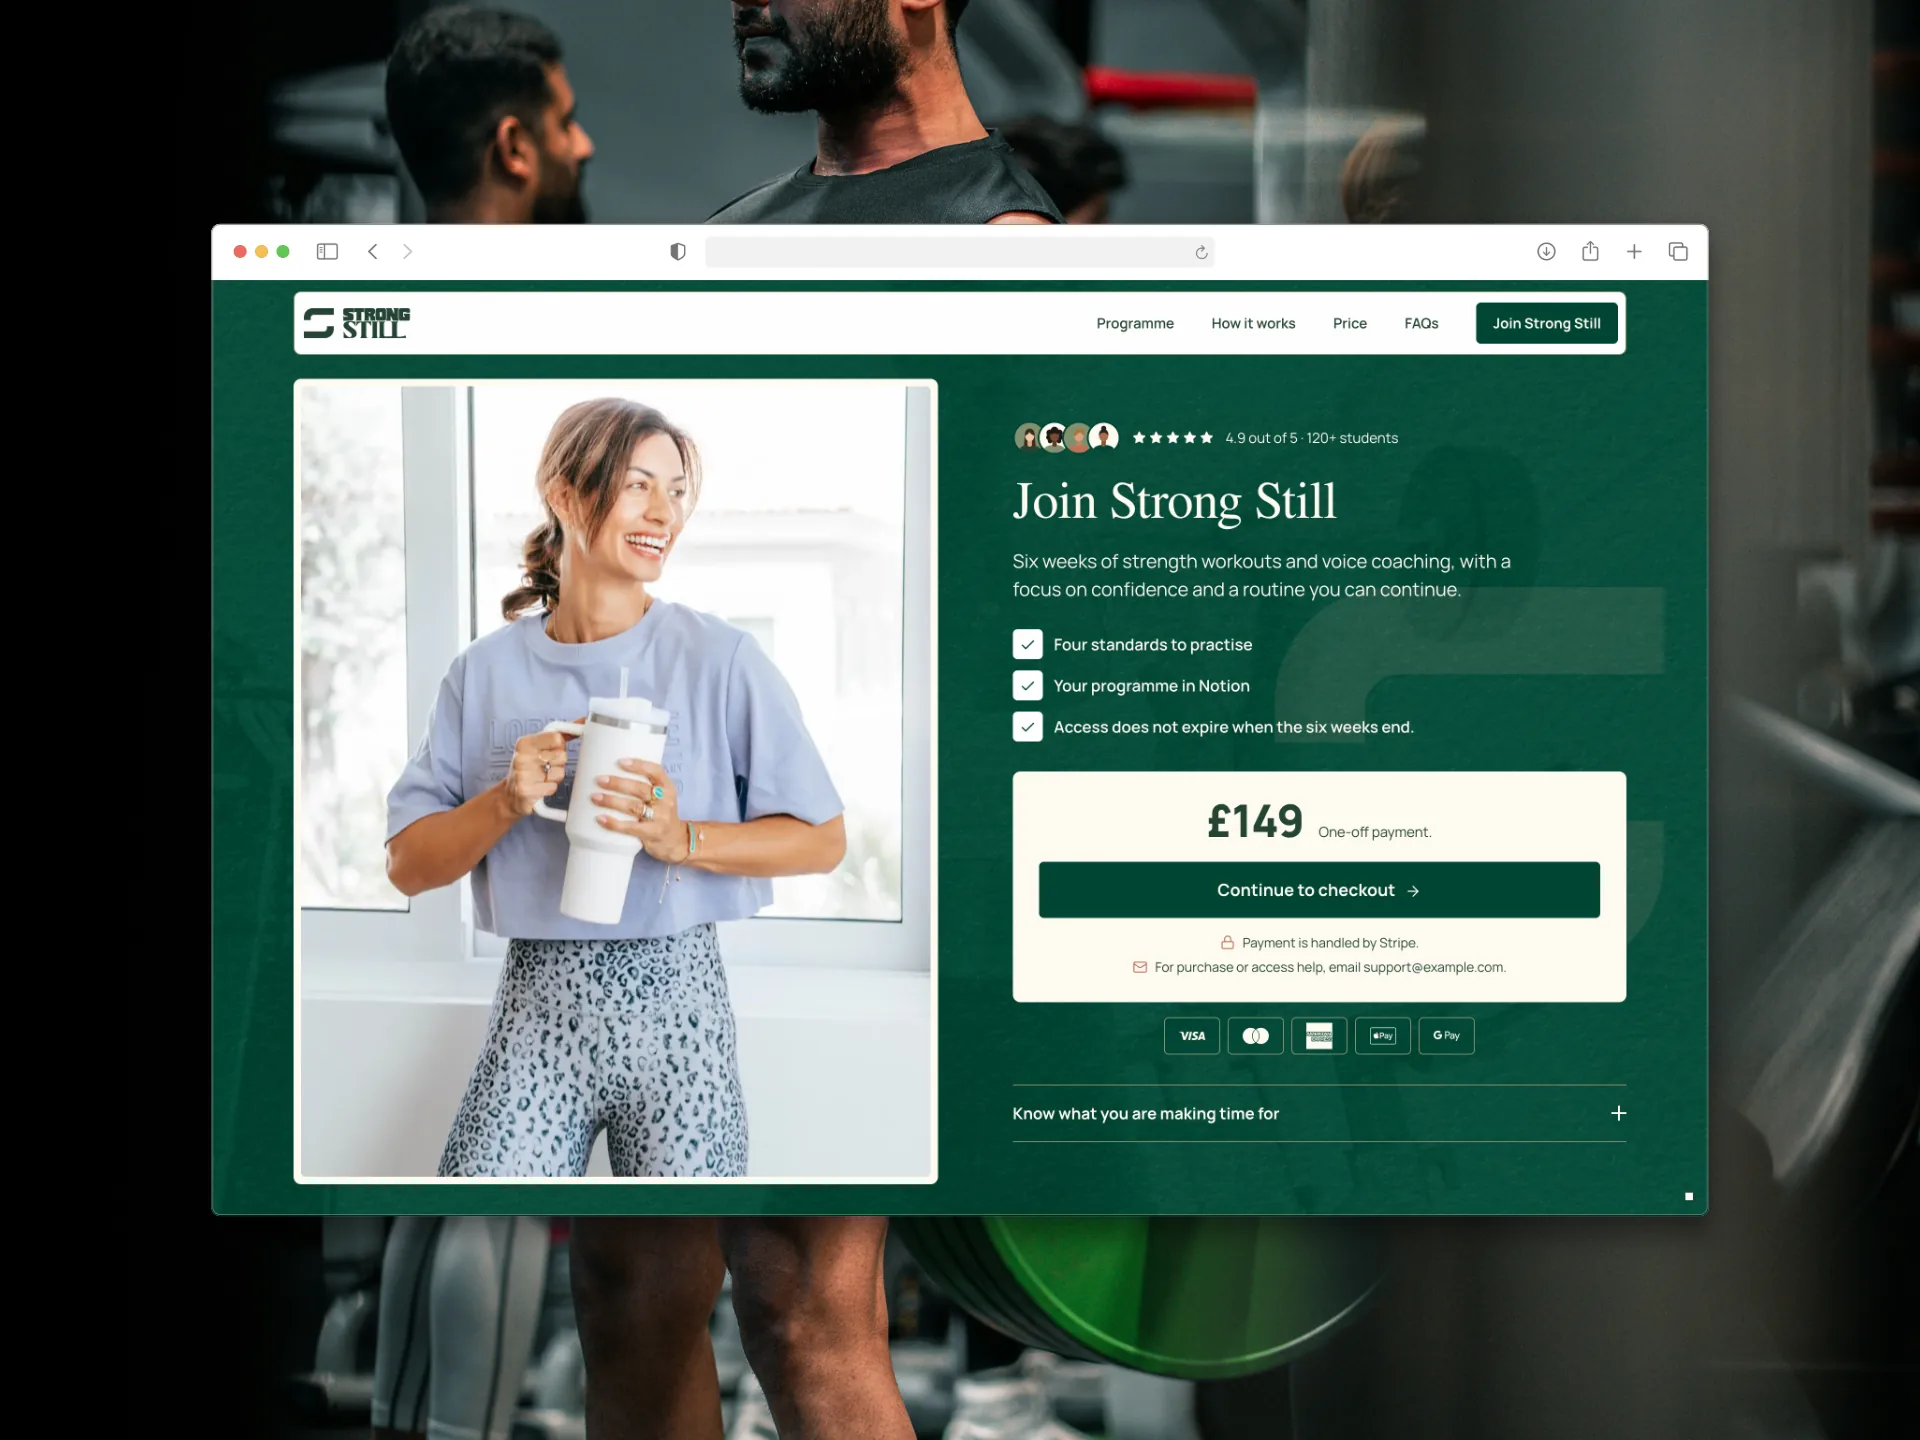 STRONG
STILL
Programme
How it works
Price
FAQs
Join Strong Still
4.9 out of 5 · 120+ students
Join Strong Still
Six weeks of strength workouts and voice coaching, with a
focus on confidence and a routine you can continue.
Four standards to practise
Your programme in Notion
Access does not expire when the six weeks end.
£149 One-off payment.
Continue to checkout →
Payment is handled by Stripe.
For purchase or access help, email support@example.com.
VISA
Pay
G Pay
Know what you are making time for